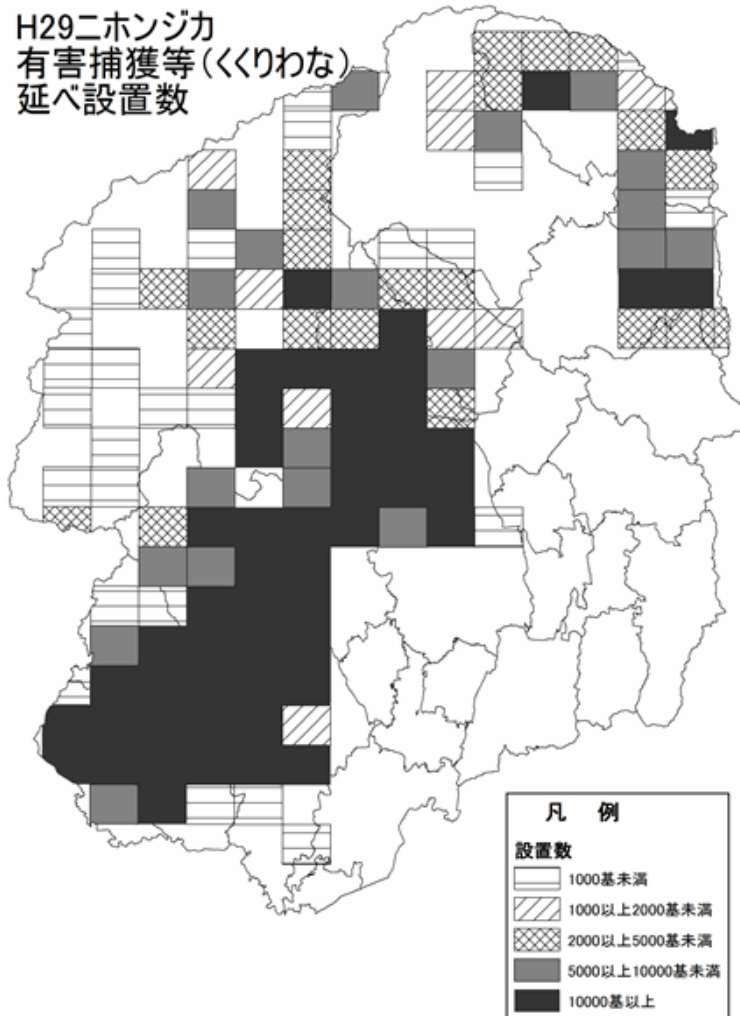 H29ニホンジカ
有害捕獲等(くくりわな)
延べ設置数
凡 例
設置数
1000基未満
1000以上2000基未満
2000以上5000基未満
5000以上10000基未満
10000基以上